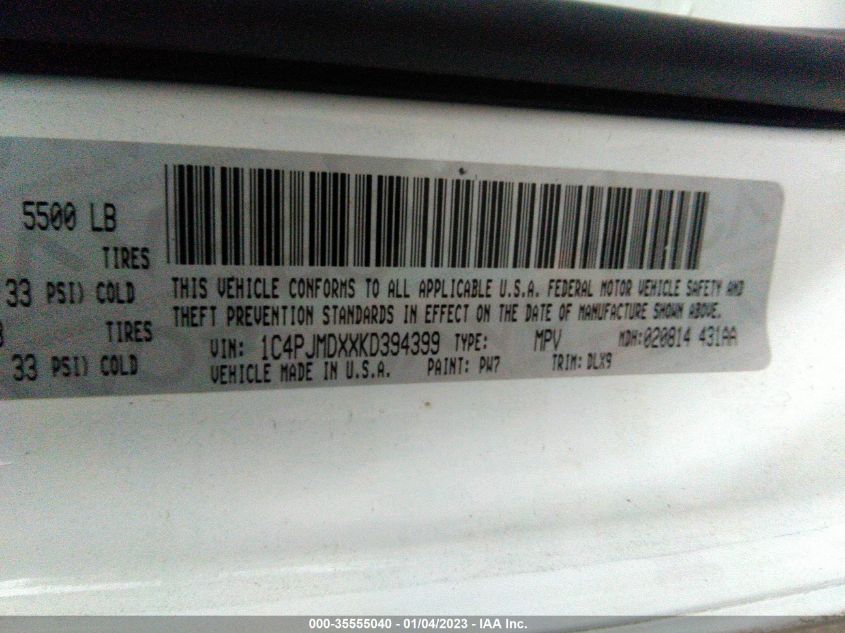 5500 LB
TIRES
33 PSI) COLD
TIRES
33 PSI) COLD
THIS VEHICLE CONFORMS TO ALL APPLICABLE U.S.A. FEDERAL MOTOR VEHICLE SAFETY AND
THEFT PREVENTION STANDARDS IN EFFECT ON THE DATE OF MANUFACTURE SHOWN ABOVE.
VIN: 1C4PJMDXXKD394399 TYPE: MPV MDH:020814 431AA
VEHICLE MADE IN U.S.A. PAINT: PW7 TRIM: DLX9
000-35555040 - 01/04/2023 - IAA Inc.